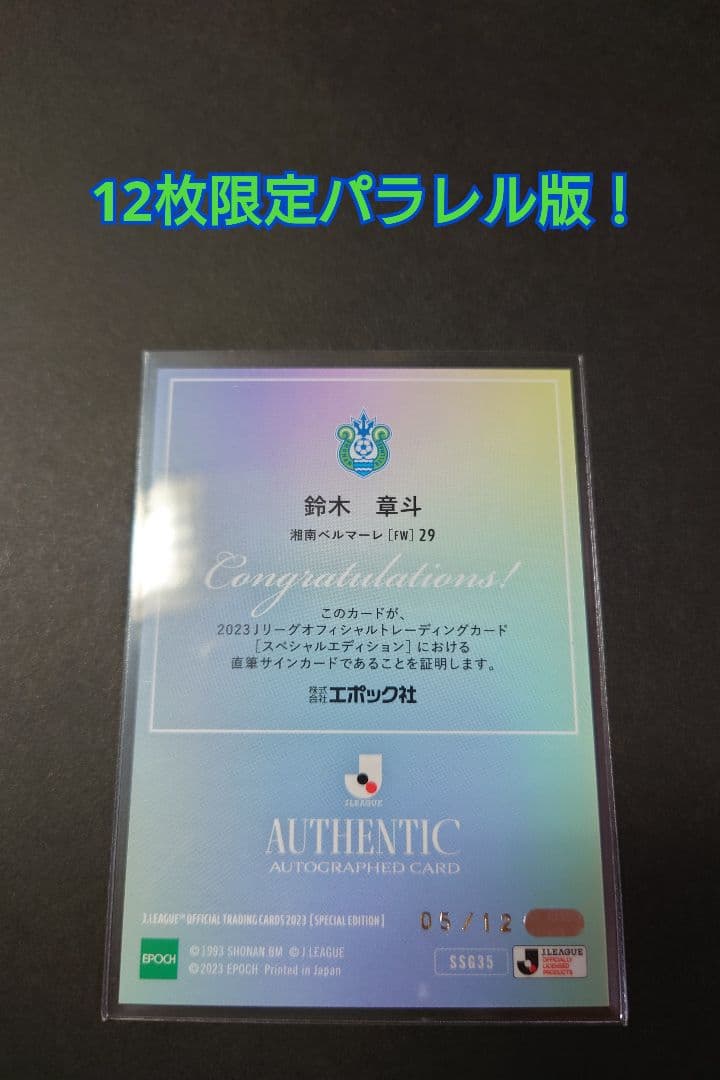 12枚限定パラレル版！
鈴木　章斗
湘南ベルマーレ［FW］29
Congratulations!
このカードが、
2023Jリーグオフィシャルトレーディングカード
［スペシャルエディション］における
直筆サインカードであることを証明します。
株式会社エポック社
J.LEAGUE
AUTHENTIC
AUTOGRAPHED CARD
J.LEAGUE™ OFFICIAL TRADING CARDS 2023 [SPECIAL EDITION]
05/12
EPOCH
© 1993 SHONAN BM © J LEAGUE
©2023 EPOCH Printed in Japan
SSG35
J.LEAGUE
OFFICIALLY
LICENSED
PRODUCTS